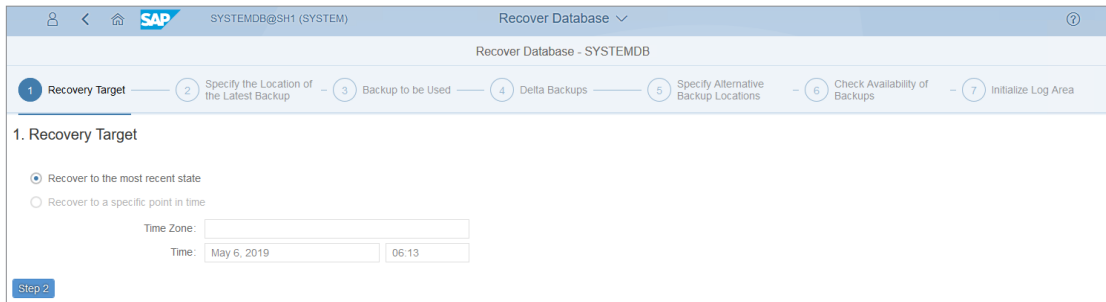 SAP SYSTEMDB@SH1 (SYSTEM) Recover Database ?
Recover Database - SYSTEMDB
1 Recovery Target 2 Specify the Location of the Latest Backup 3 Backup to be Used 4 Delta Backups 5 Specify Alternative Backup Locations 6 Check Availability of Backups 7 Initialize Log Area
1. Recovery Target
Recover to the most recent state
Recover to a specific point in time
Time Zone:
Time: May 6, 2019 06:13
Step 2